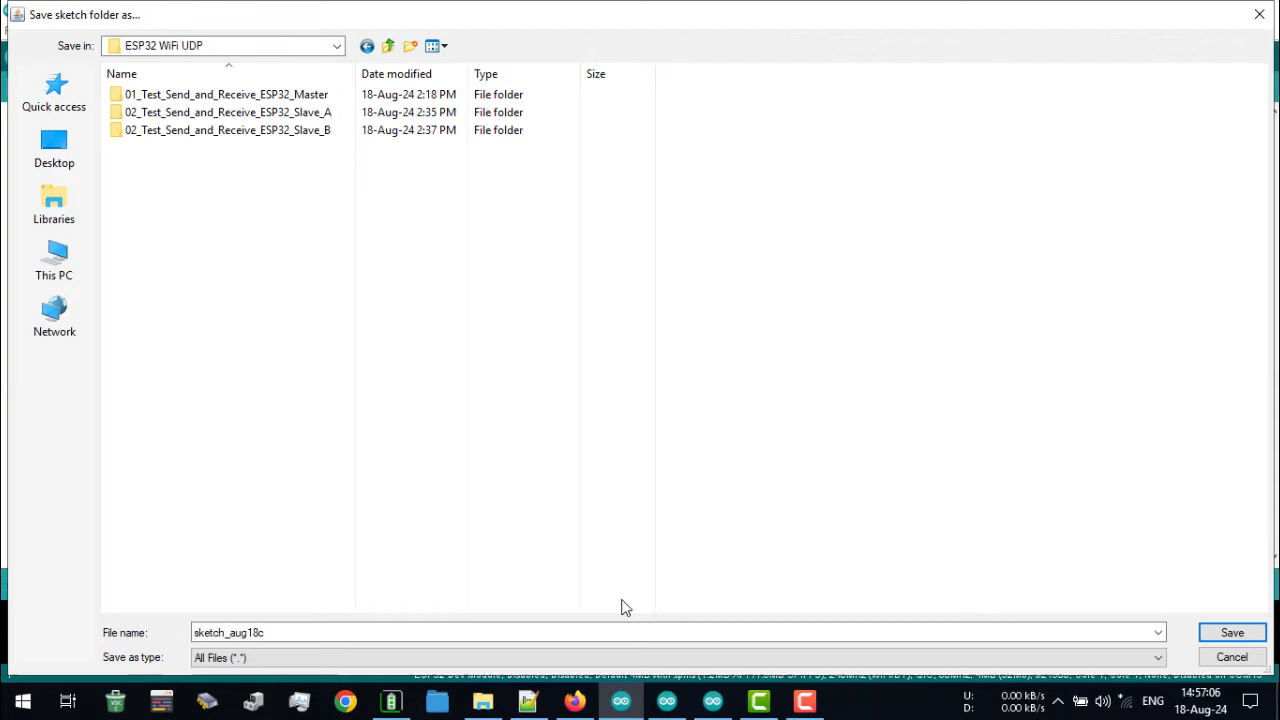 Save sketch folder as...
Save in: ESP32 WiFi UDP
Name Date modified Type Size
01_Test_Send_and_Receive_ESP32_Master 18-Aug-24 2:18 PM File folder
02_Test_Send_and_Receive_ESP32_Slave_A 18-Aug-24 2:35 PM File folder
02_Test_Send_and_Receive_ESP32_Slave_B 18-Aug-24 2:37 PM File folder
Quick access
Desktop
Libraries
This PC
Network
File name: sketch_aug18c Save
Save as type: All Files (*.*) Cancel
U: 0.00 kB/s
D: 0.00 kB/s
ENG
14:57:06
18-Aug-24